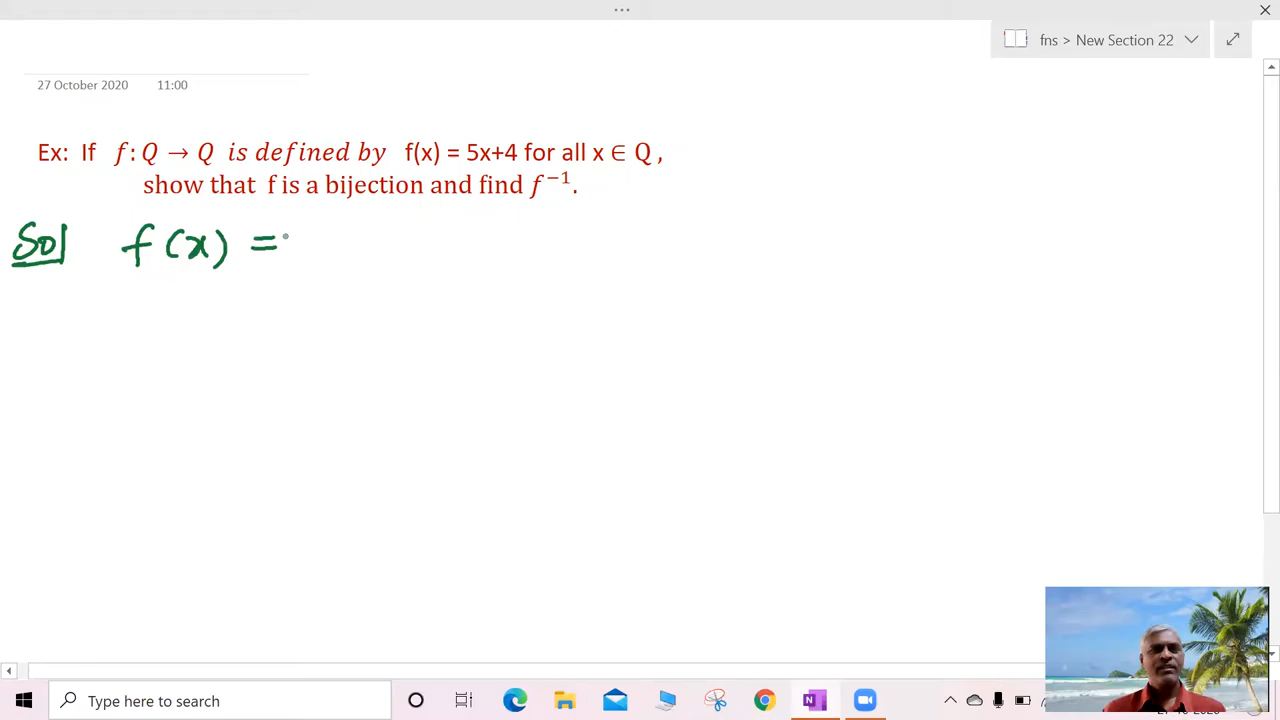 fns > New Section 22
27 October 2020 11:00
Ex: If f: Q → Q is defined by f(x) = 5x+4 for all x ∈ Q ,
show that f is a bijection and find f⁻¹.
Sol f(x) =
Type here to search